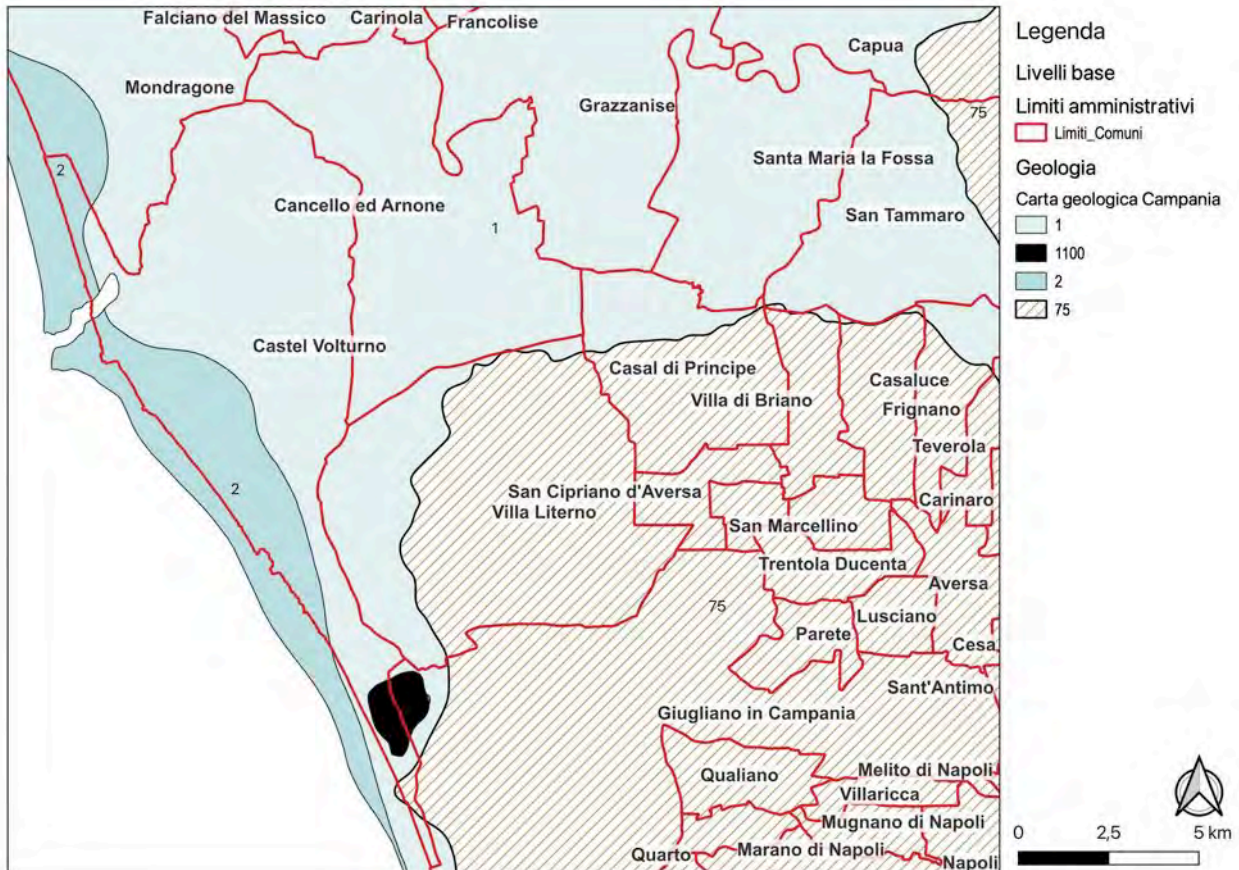 Falciano del Massico
Carinola
Francolise
Capua
Mondragone
Grazzanise
75
Santa Maria la Fossa
2
Cancello ed Arnone
San Tammaro
1
Castel Volturno
Casal di Principe
Casaluce
Villa di Briano
Frignano
Teverola
2
San Cipriano d'Aversa
Carinaro
Villa Literno
San Marcellino
Trentola Ducenta
Aversa
75
Lusciano
Parete
Cesa
Sant'Antimo
Giugliano in Campania
Qualiano
Melito di Napoli
Villaricca
Mugnano di Napoli
Quarto
Marano di Napoli
Napoli
Legenda
Livelli base
Limiti amministrativi
Limiti_Comuni
Geologia
Carta geologica Campania
1
1100
2
75
0 2,5 5 km